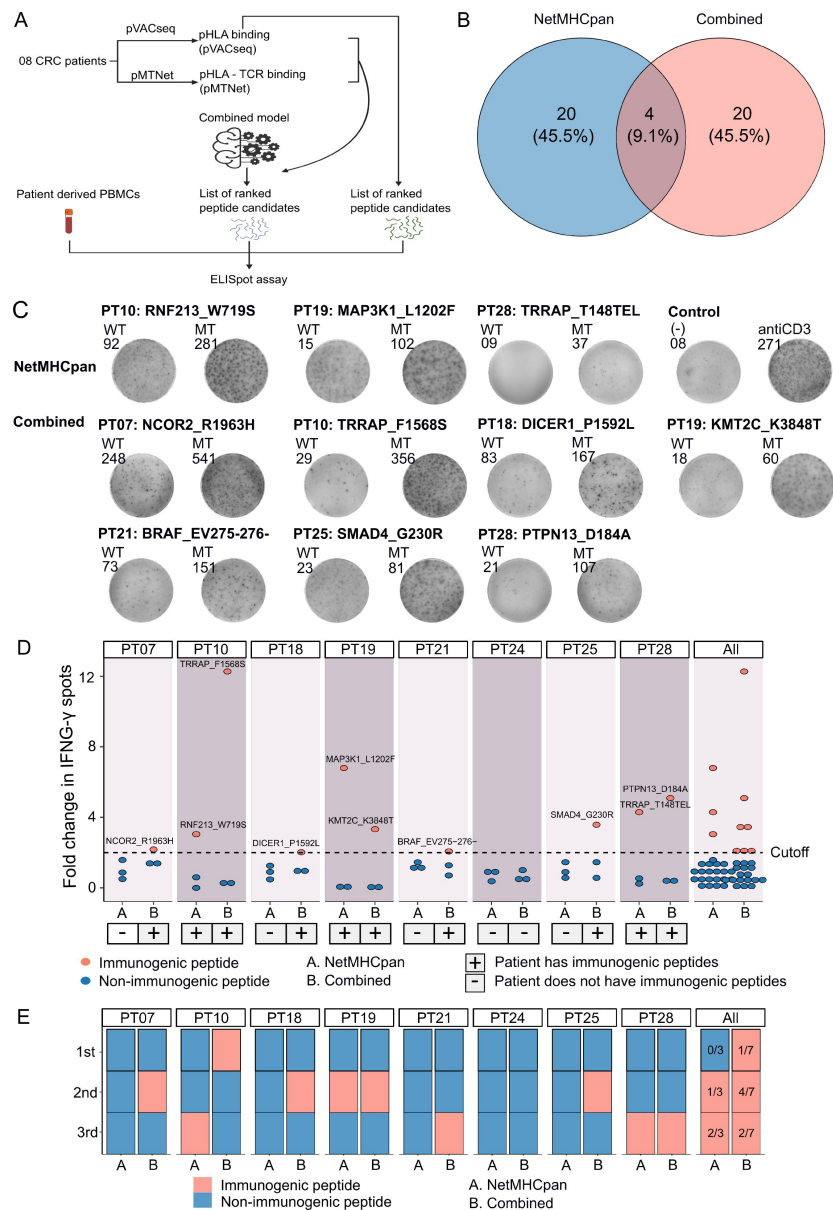 A
pVACseq
pHLA binding
(pVACseq)
08 CRC patients
pMTNet
pHLA - TCR binding
(pMTNet)
Combined model
Patient derived PBMCs
List of ranked
peptide candidates
List of ranked
peptide candidates
ELISpot assay
B
NetMHCpan
Combined
20
(45.5%)
4
(9.1%)
20
(45.5%)
C
NetMHCpan
PT10: RNF213_W719S
WT
92
MT
281
PT19: MAP3K1_L1202F
WT
15
MT
102
PT28: TRRAP_T148TEL
WT
09
MT
37
Control
(-)
08
antiCD3
271
Combined
PT07: NCOR2_R1963H
WT
248
MT
541
PT10: TRRAP_F1568S
WT
29
MT
356
PT18: DICER1_P1592L
WT
83
MT
167
PT19: KMT2C_K3848T
WT
18
MT
60
PT21: BRAF_EV275-276-
WT
73
MT
151
PT25: SMAD4_G230R
WT
23
MT
81
PT28: PTPN13_D184A
WT
21
MT
107
D
PT07 PT10 PT18 PT19 PT21 PT24 PT25 PT28 All
Fold change in IFNG-γ spots
12
8
4
0
TRRAP_F1568S
MAP3K1_L1202F
PTPN13_D184A
TRRAP_T148TEL
KMT2C_K3848T
SMAD4_G230R
RNF213_W719S
NCOR2_R1963H
DICER1_P1592L
BRAF_EV275-276-
Cutoff
A B A B A B A B A B A B A B A B A B
- + + + - + + + - + - - - + + +
Immunogenic peptide
Non-immunogenic peptide
A. NetMHCpan
B. Combined
+ Patient has immunogenic peptides
- Patient does not have immunogenic peptides
E
PT07 PT10 PT18 PT19 PT21 PT24 PT25 PT28 All
1st 0/3 1/7
2nd 1/3 4/7
3rd 2/3 2/7
A B A B A B A B A B A B A B A B A B
Immunogenic peptide
Non-immunogenic peptide
A. NetMHCpan
B. Combined